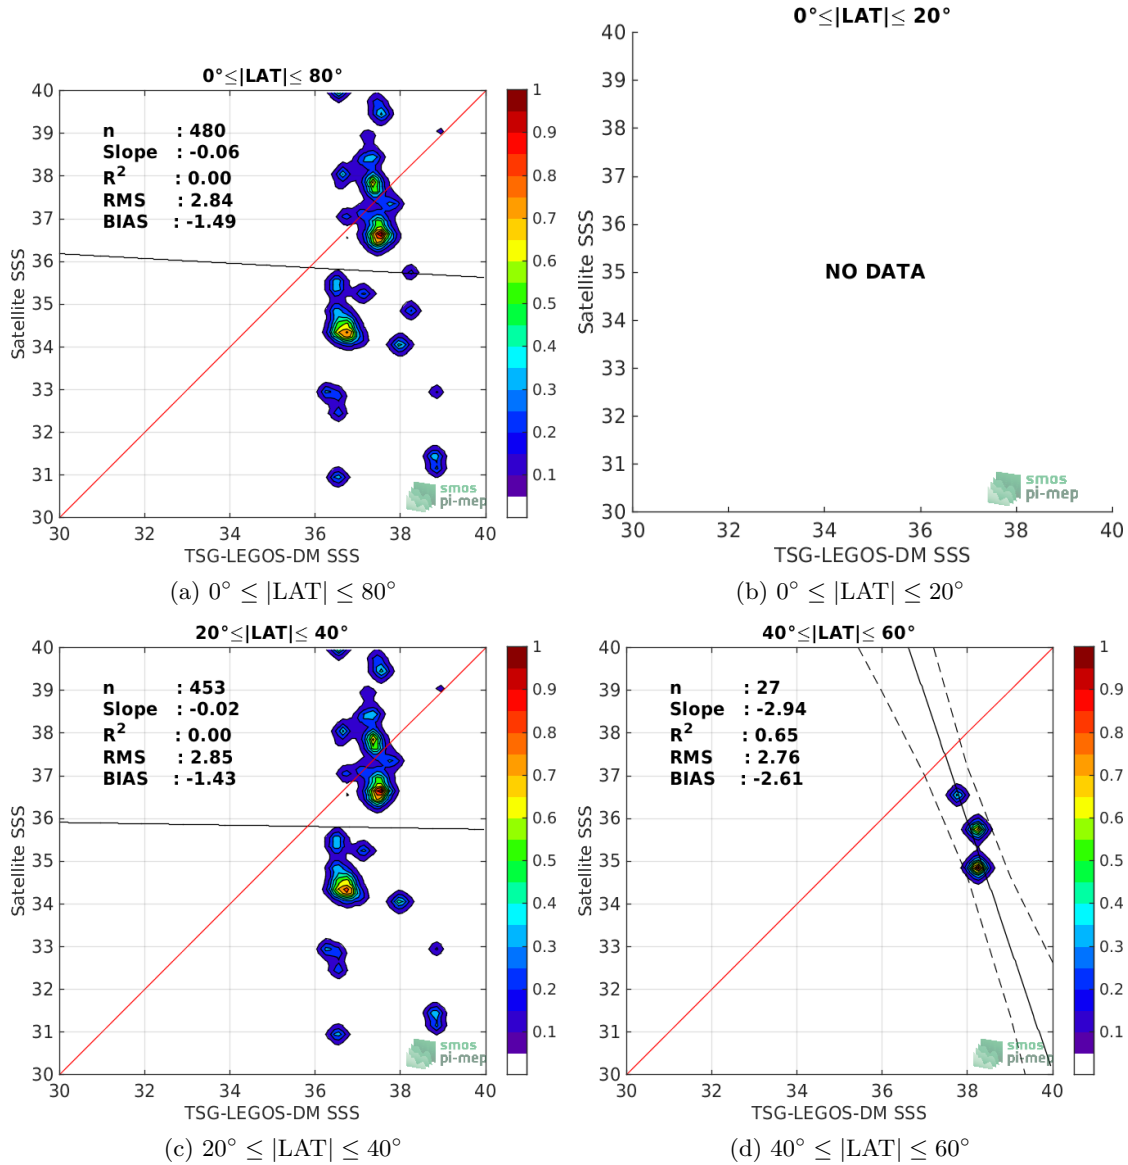 0°≤|LAT|≤ 80°
40
39
38
37
36
35
34
33
32
31
30
n : 480
Slope : -0.06
R² : 0.00
RMS : 2.84
BIAS : -1.49
Satellite SSS
30 32 34 36 38 40
TSG-LEGOS-DM SSS
1
0.9
0.8
0.7
0.6
0.5
0.4
0.3
0.2
0.1
smos
pi-mep
(a) 0° ≤ |LAT| ≤ 80°
0°≤|LAT|≤ 20°
40
39
38
37
36
35
34
33
32
31
30
NO DATA
Satellite SSS
30 32 34 36 38 40
TSG-LEGOS-DM SSS
smos
pi-mep
(b) 0° ≤ |LAT| ≤ 20°
20°≤|LAT|≤ 40°
40
39
38
37
36
35
34
33
32
31
30
n : 453
Slope : -0.02
R² : 0.00
RMS : 2.85
BIAS : -1.43
Satellite SSS
30 32 34 36 38 40
TSG-LEGOS-DM SSS
1
0.9
0.8
0.7
0.6
0.5
0.4
0.3
0.2
0.1
smos
pi-mep
(c) 20° ≤ |LAT| ≤ 40°
40°≤|LAT|≤ 60°
40
39
38
37
36
35
34
33
32
31
30
n : 27
Slope : -2.94
R² : 0.65
RMS : 2.76
BIAS : -2.61
Satellite SSS
30 32 34 36 38 40
TSG-LEGOS-DM SSS
1
0.9
0.8
0.7
0.6
0.5
0.4
0.3
0.2
0.1
smos
pi-mep
(d) 40° ≤ |LAT| ≤ 60°